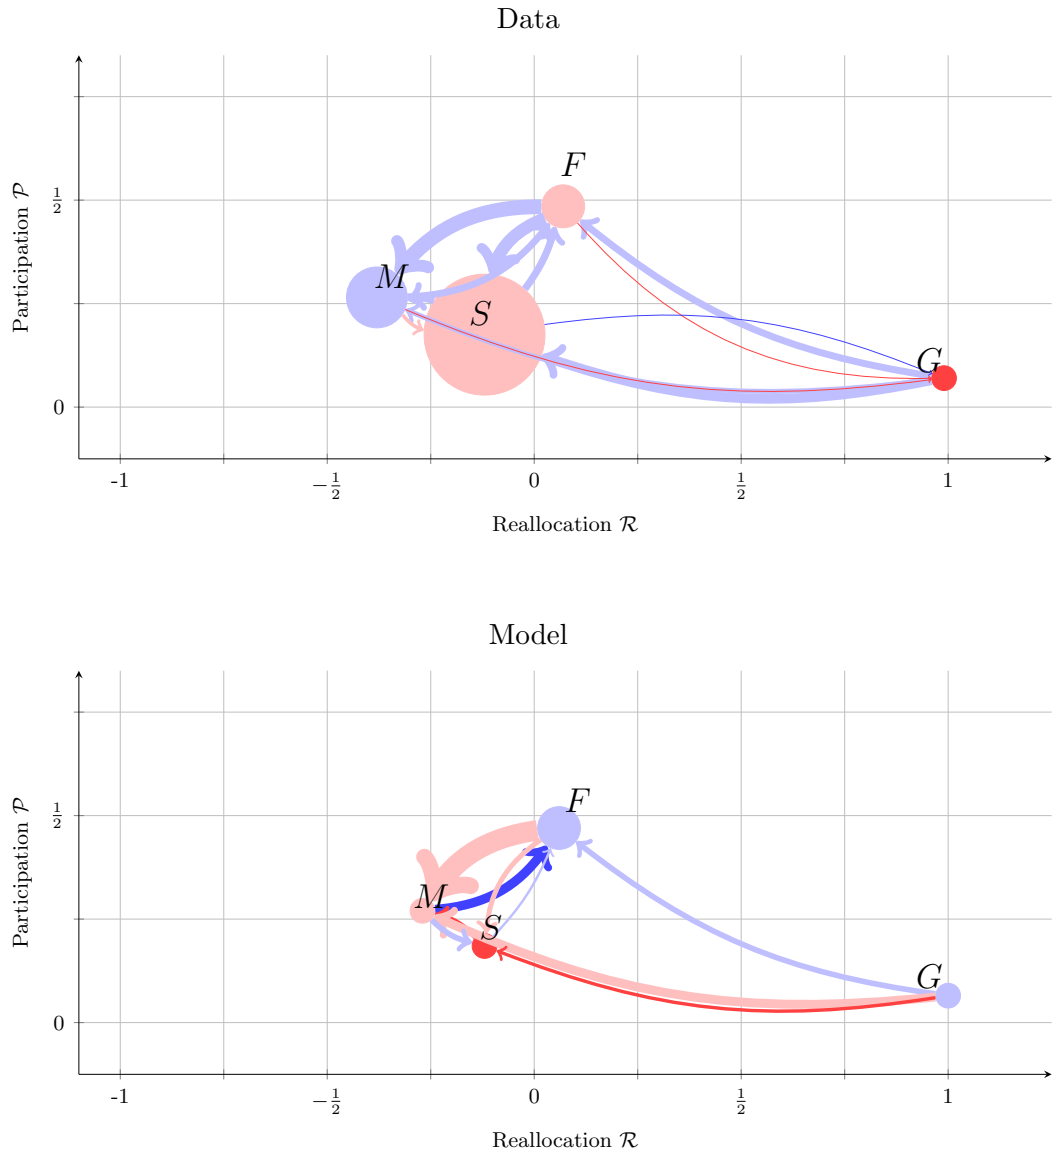 Data
Participation 𝒫
1/2
0
F
M
S
G
-1
−1/2
0
1/2
1
Reallocation ℛ
Model
Participation 𝒫
1/2
0
F
M
S
G
-1
−1/2
0
1/2
1
Reallocation ℛ